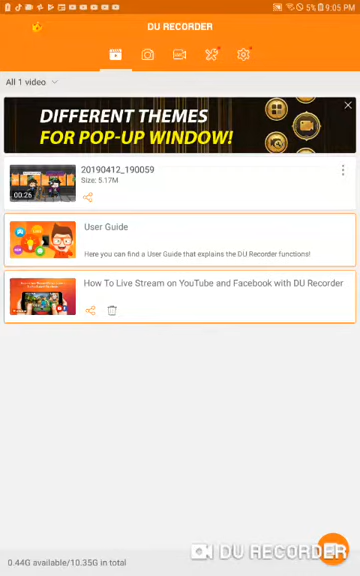 5% 9:05 PM
DU RECORDER
All 1 video
DIFFERENT THEMES
FOR POP-UP WINDOW!
20190412_190059
Size: 5.17M
00:26
User Guide
Here you can find a User Guide that explains the DU Recorder functions!
How To Live Stream on YouTube and Facebook with DU Recorder
DU RECORDER
0.44G available/10.35G in total